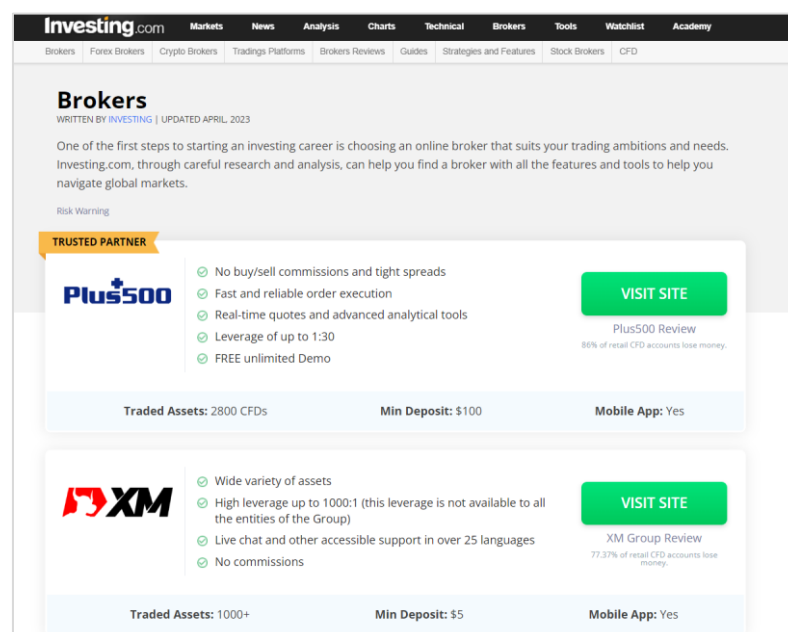 Investing.com Markets News Analysis Charts Technical Brokers Tools Watchlist Academy
Brokers Forex Brokers Crypto Brokers Tradings Platforms Brokers Reviews Guides Strategies and Features Stock Brokers CFD
Brokers
WRITTEN BY INVESTING | UPDATED APRIL, 2023
One of the first steps to starting an investing career is choosing an online broker that suits your trading ambitions and needs.
Investing.com, through careful research and analysis, can help you find a broker with all the features and tools to help you
navigate global markets.
Risk Warning
TRUSTED PARTNER
Plus500
No buy/sell commissions and tight spreads
Fast and reliable order execution
Real-time quotes and advanced analytical tools
Leverage of up to 1:30
FREE unlimited Demo
VISIT SITE
Plus500 Review
86% of retail CFD accounts lose money.
Traded Assets: 2800 CFDs Min Deposit: $100 Mobile App: Yes
XM
Wide variety of assets
High leverage up to 1000:1 (this leverage is not available to all
the entities of the Group)
Live chat and other accessible support in over 25 languages
No commissions
VISIT SITE
XM Group Review
77.37% of retail CFD accounts lose
money.
Traded Assets: 1000+ Min Deposit: $5 Mobile App: Yes